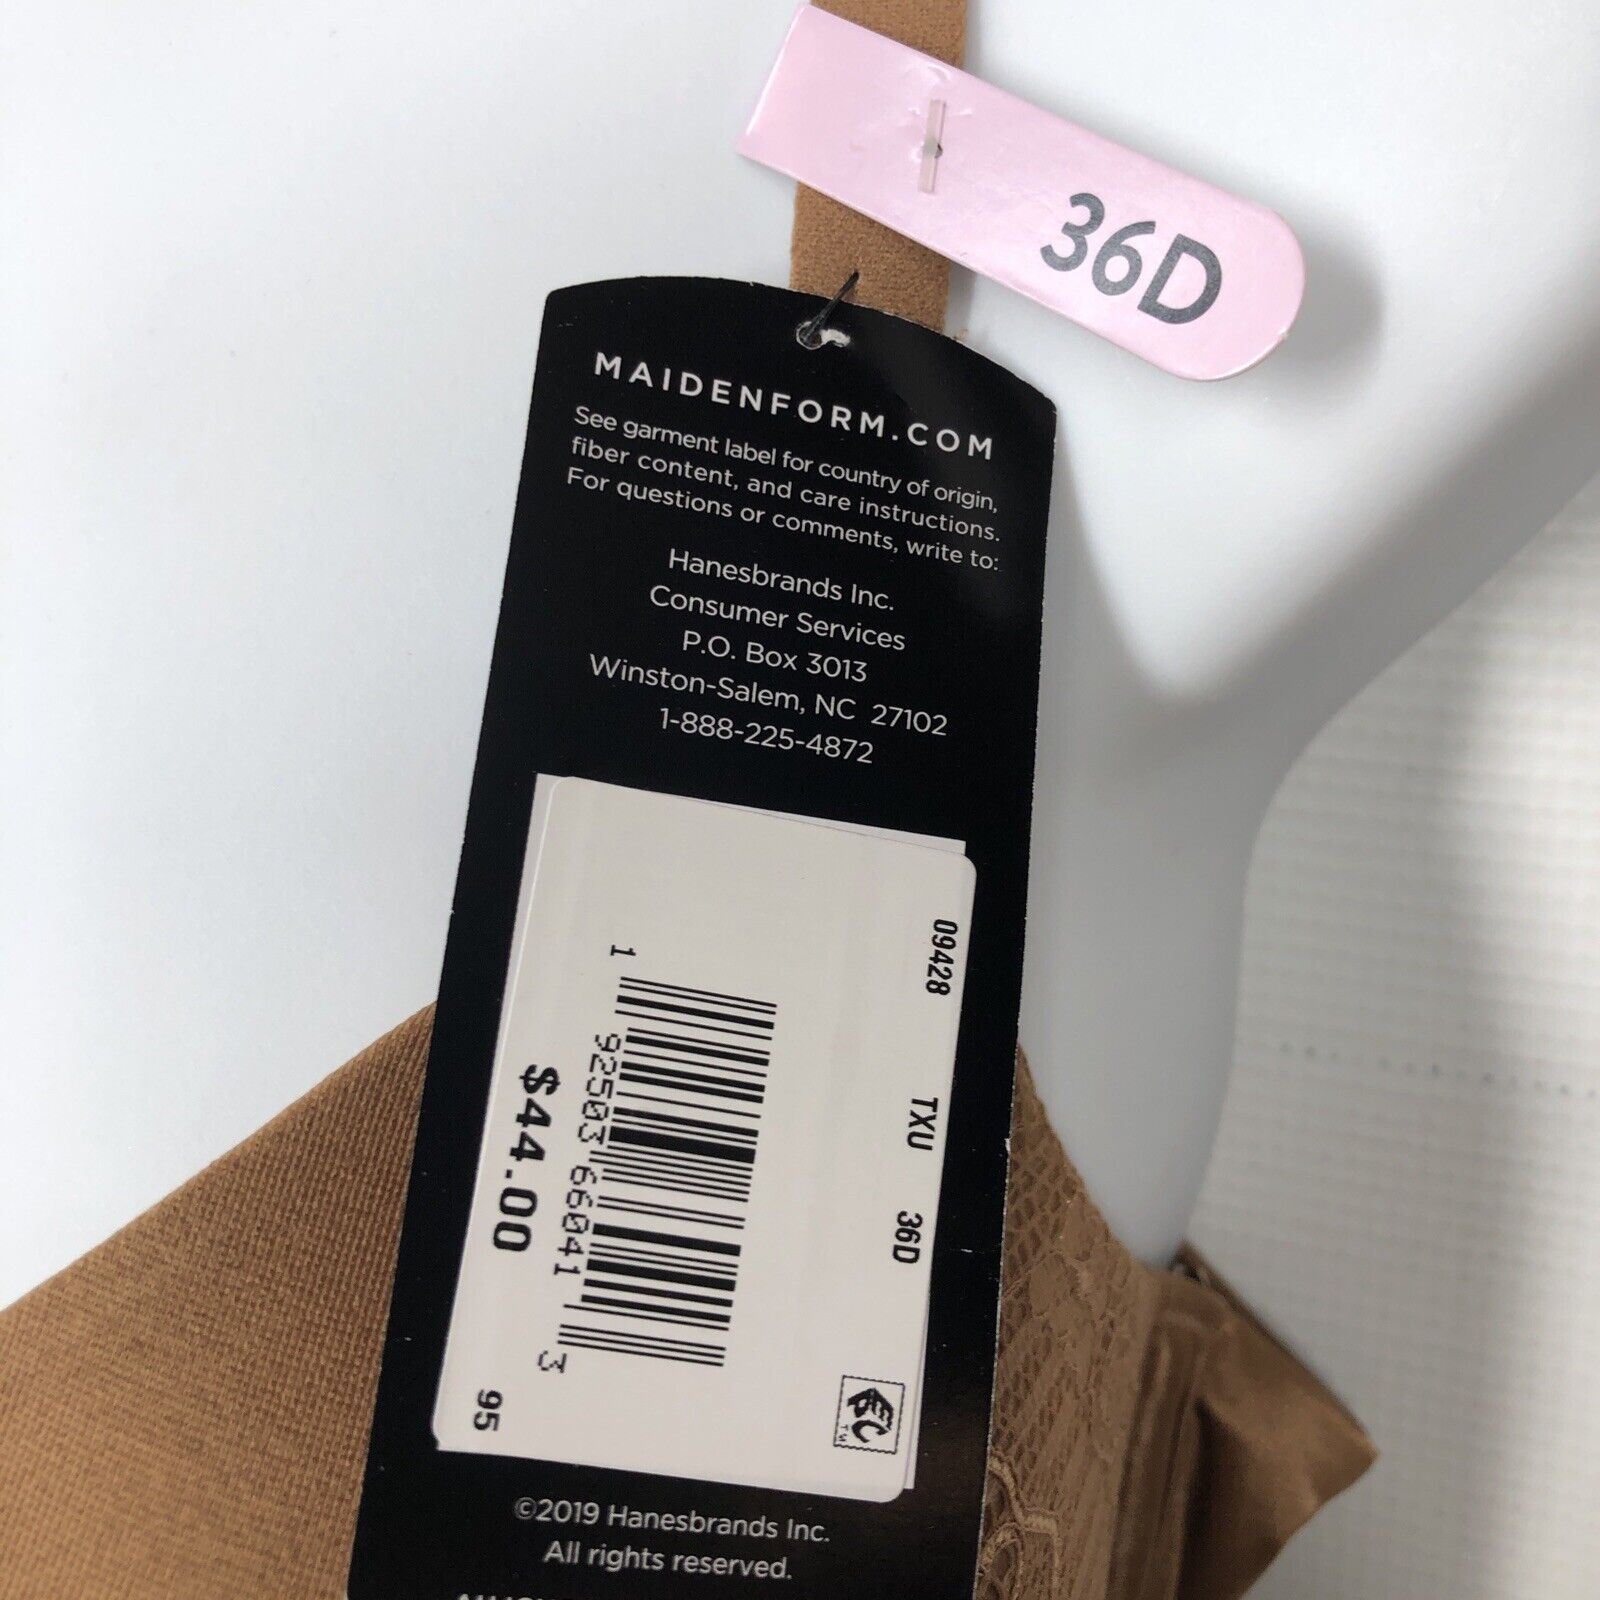 36D
MAIDENFORM.COM
See garment label for country of origin,
fiber content, and care instructions.
For questions or comments, write to:
Hanesbrands Inc.
Consumer Services
P.O. Box 3013
Winston-Salem, NC 27102
1-888-225-4872
09428 TXU 36D
1 92503 66041 3
$44.00
95
EC
TM
©2019 Hanesbrands Inc.
All rights reserved.